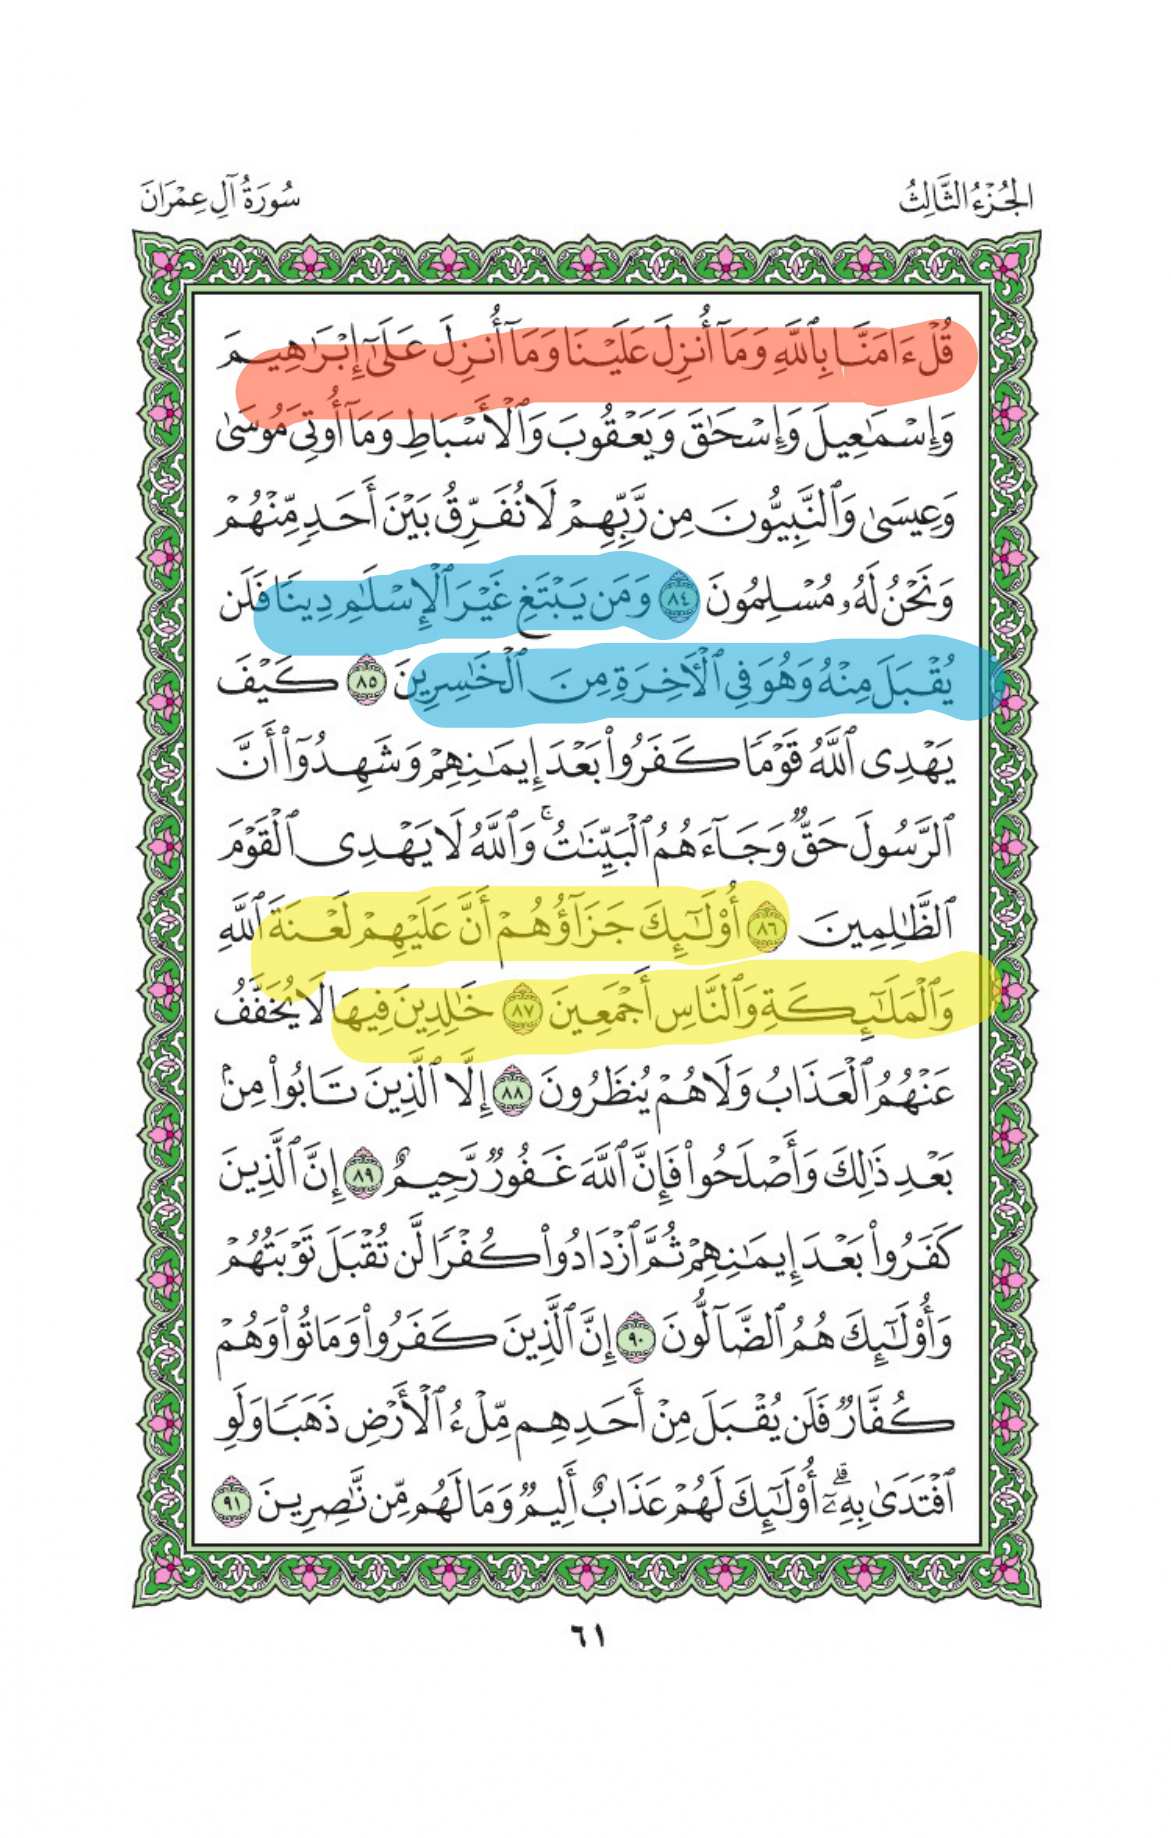 الجُزْءُ الثَّالِثُ
سُورَةُ آلِ عِمْرَانَ
قُلْ ءَامَنَّا بِٱللَّهِ وَمَآ أُنزِلَ عَلَيْنَا وَمَآ أُنزِلَ عَلَىٰٓ إِبْرَٰهِيمَ
وَإِسْمَٰعِيلَ وَإِسْحَٰقَ وَيَعْقُوبَ وَٱلْأَسْبَاطِ وَمَآ أُوتِىَ مُوسَىٰ
وَعِيسَىٰ وَٱلنَّبِيُّونَ مِن رَّبِّهِمْ لَا نُفَرِّقُ بَيْنَ أَحَدٍ مِّنْهُمْ
وَنَحْنُ لَهُۥ مُسْلِمُونَ ٨٤ وَمَن يَبْتَغِ غَيْرَ ٱلْإِسْلَٰمِ دِينًا فَلَن
يُقْبَلَ مِنْهُ وَهُوَ فِى ٱلْأَخِرَةِ مِنَ ٱلْخَٰسِرِينَ ٨٥ كَيْفَ
يَهْدِى ٱللَّهُ قَوْمًا كَفَرُوا۟ بَعْدَ إِيمَٰنِهِمْ وَشَهِدُوٓا۟ أَنَّ
ٱلرَّسُولَ حَقٌّ وَجَآءَهُمُ ٱلْبَيِّنَٰتُ ۚ وَٱللَّهُ لَا يَهْدِى ٱلْقَوْمَ
ٱلظَّٰلِمِينَ ٨٦ أُو۟لَٰٓئِكَ جَزَآؤُهُمْ أَنَّ عَلَيْهِمْ لَعْنَةَ ٱللَّهِ
وَٱلْمَلَٰٓئِكَةِ وَٱلنَّاسِ أَجْمَعِينَ ٨٧ خَٰلِدِينَ فِيهَا لَا يُخَفَّفُ
عَنْهُمُ ٱلْعَذَابُ وَلَا هُمْ يُنظَرُونَ ٨٨ إِلَّا ٱلَّذِينَ تَابُوا۟ مِنۢ
بَعْدِ ذَٰلِكَ وَأَصْلَحُوا۟ فَإِنَّ ٱللَّهَ غَفُورٌ رَّحِيمٌ ٨٩ إِنَّ ٱلَّذِينَ
كَفَرُوا۟ بَعْدَ إِيمَٰنِهِمْ ثُمَّ ٱزْدَادُوا۟ كُفْرًا لَّن تُقْبَلَ تَوْبَتُهُمْ
وَأُو۟لَٰٓئِكَ هُمُ ٱلضَّآلُّونَ ٩٠ إِنَّ ٱلَّذِينَ كَفَرُوا۟ وَمَاتُوا۟ وَهُمْ
كُفَّارٌ فَلَن يُقْبَلَ مِنْ أَحَدِهِم مِّلْءُ ٱلْأَرْضِ ذَهَبًا وَلَوِ
ٱفْتَدَىٰ بِهِۦٓ ۗ أُو۟لَٰٓئِكَ لَهُمْ عَذَابٌ أَلِيمٌ وَمَا لَهُم مِّن نَّٰصِرِينَ ٩١
٦١